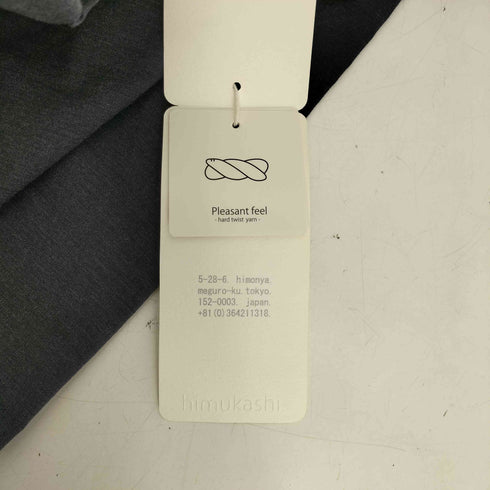 Pleasant feel
- hard twist yarn -
5-28-6. himonya.
meguro-ku.tokyo.
152-0003. japan.
+81(0)364211318.
himukashi